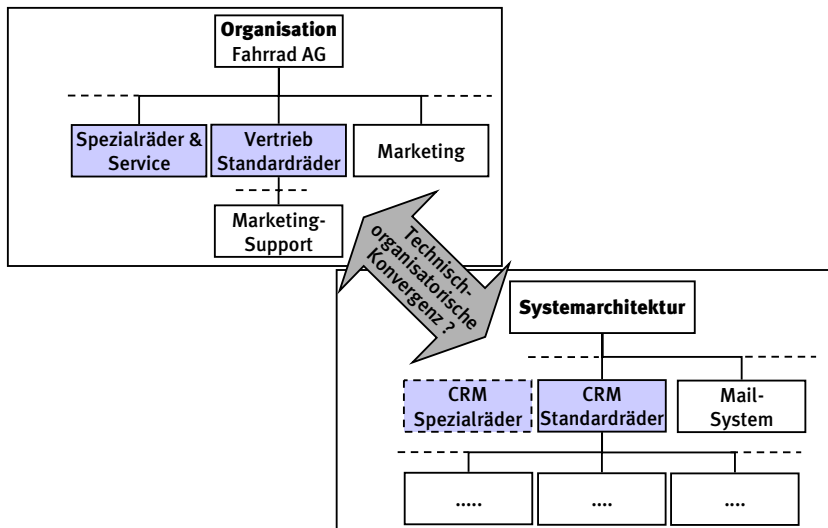 Organisation
Fahrrad AG
Spezialräder &
Service
Vertrieb
Standardräder
Marketing
Marketing-
Support
Technisch-
organisatorische
Konvergenz ?
Systemarchitektur
CRM
Spezialräder
CRM
Standardräder
Mail-
System
.....
....
....